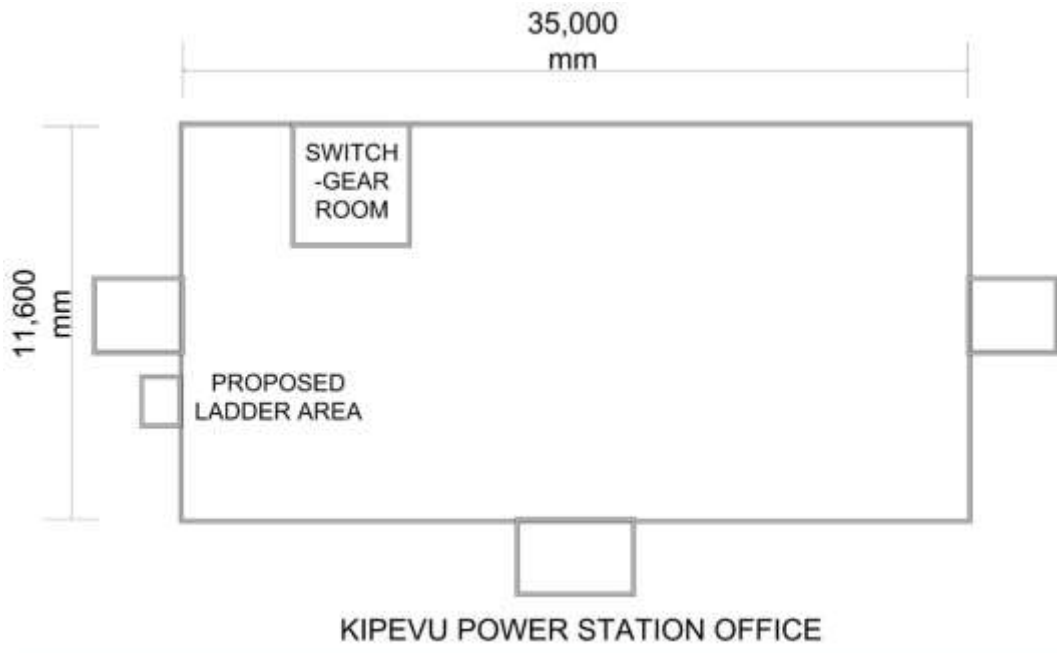 35,000
mm
SWITCH
-GEAR
ROOM
11,600
mm
PROPOSED
LADDER AREA
KIPEVU POWER STATION OFFICE